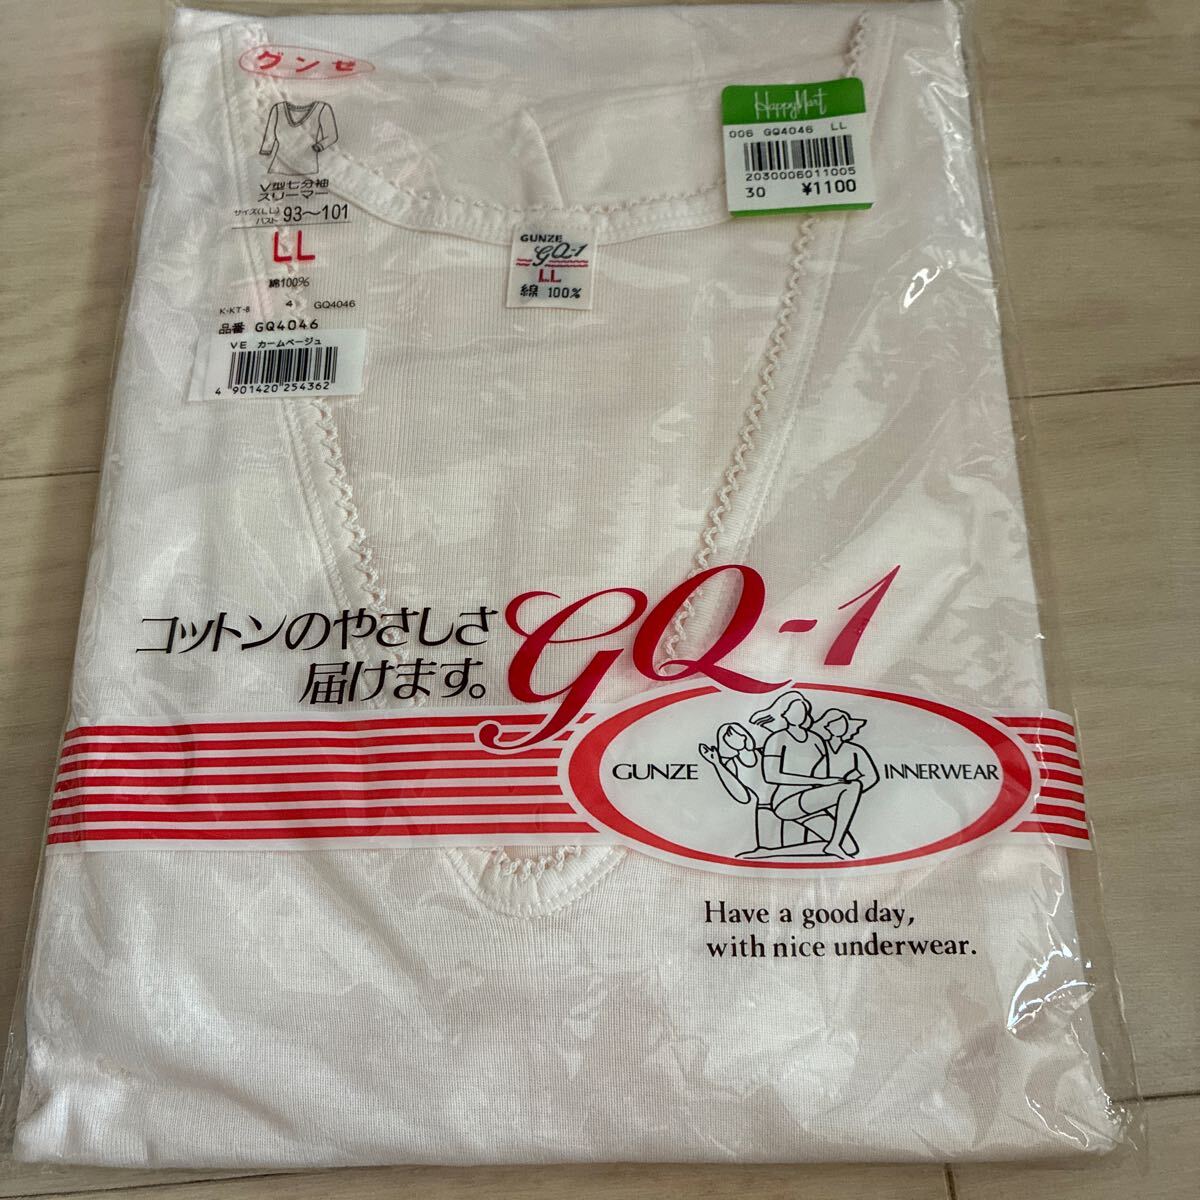 グンゼ
V型七分袖
スリーマー
サイズ(LL)
バスト 93〜101
LL
綿100%
K-KT-8 4 GQ4046
品番 GQ4046
VE カームベージュ
4 901420 254362
GUNZE
GQ-1
LL
綿 100%
HappyMart
006 GQ4046 LL
2030006011005
30 ¥1100
コットンのやさしさ
届けます。
GQ-1
GUNZE INNERWEAR
Have a good day,
with nice underwear.